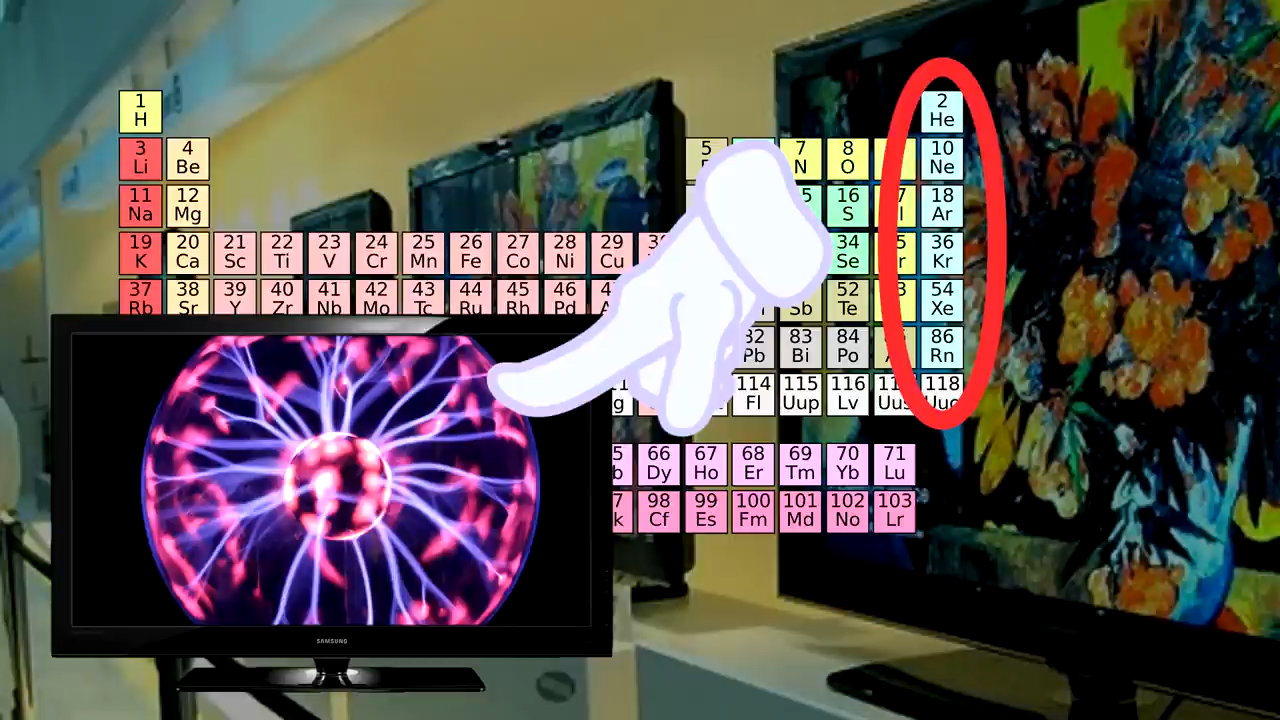 1 2
H He
3 4 5 7 8 10
Li Be N O Ne
11 12 16 18
Na Mg S Ar
19 20 21 22 23 24 25 26 27 28 29 34 36
K Ca Sc Ti V Cr Mn Fe Co Ni Cu Se Kr
37 38 39 40 41 42 43 44 45 46 52 54
Rb Sr Y Zr Nb Mo Tc Ru Rh Pd Sb Te Xe
83 84 86
Pb Bi Po Rn
114 115 116 118
Fl Uup Lv Uuo
66 67 68 69 70 71
Dy Ho Er Tm Yb Lu
98 99 100 101 102 103
Cf Es Fm Md No Lr
SAMSUNG